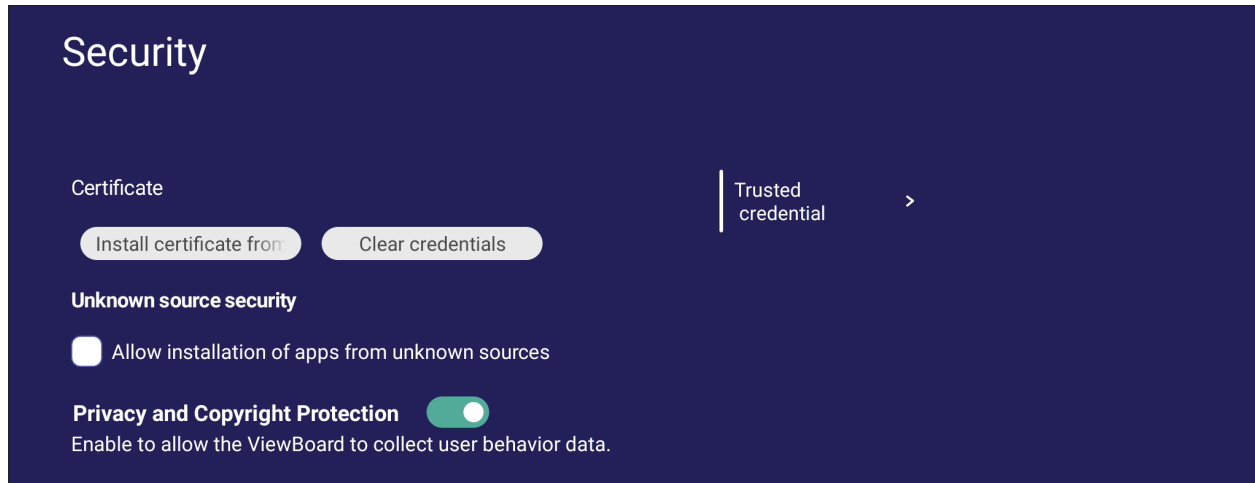 Security
Certificate
Install certificate from
Clear credentials
Trusted
credential
Unknown source security
Allow installation of apps from unknown sources
Privacy and Copyright Protection
Enable to allow the ViewBoard to collect user behavior data.